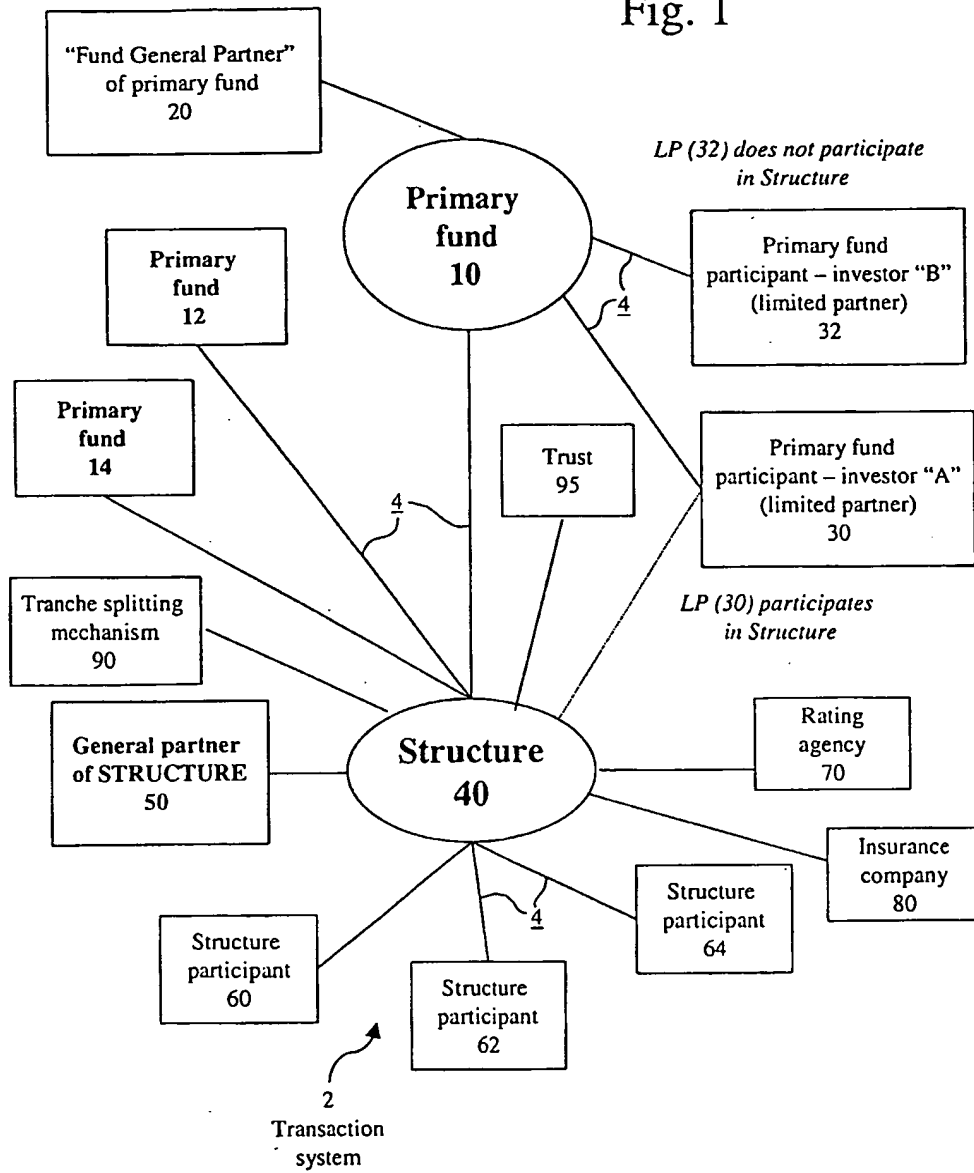 Fig. 1
“Fund General Partner”
of primary fund
20
LP (32) does not participate
in Structure
Primary
fund
10
Primary fund
participant – investor “B”
(limited partner)
32
Primary
fund
12
4
4
Primary
fund
14
Trust
95
Primary fund
participant – investor “A”
(limited partner)
30
4
Tranche splitting
mechanism
90
LP (30) participates
in Structure
General partner
of STRUCTURE
50
Structure
40
Rating
agency
70
Insurance
company
80
4
Structure
participant
64
Structure
participant
60
Structure
participant
62
2
Transaction
system